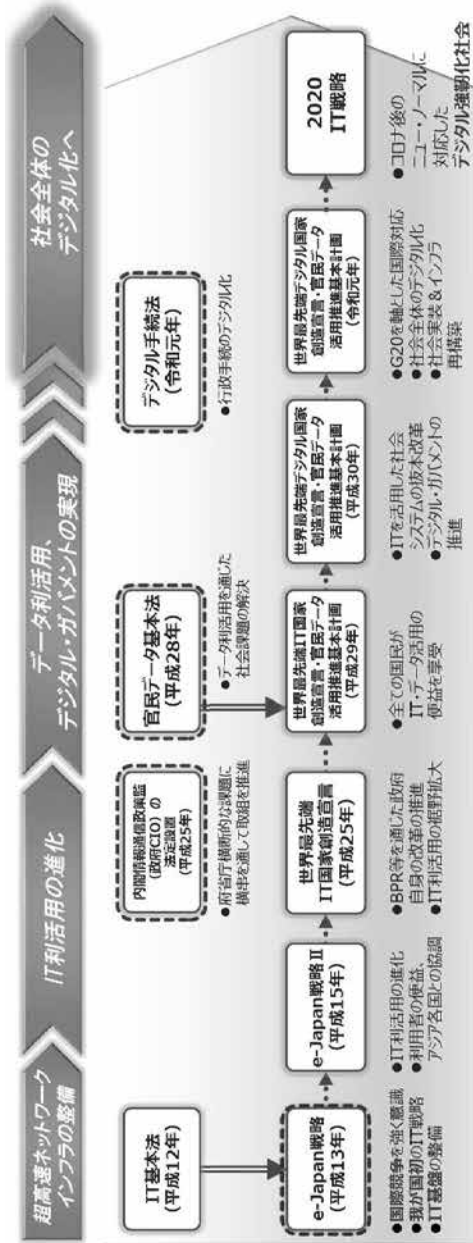 超高速ネットワーク
インフラの整備
IT利活用の進化
データ利活用、
デジタル・ガバメントの実現
社会全体の
デジタル化へ
IT基本法
(平成12年)
内閣情報通信政策監
(政府CIO)の
法定設置
(平成25年)
●府省庁横断的な課題に
横串を通して取組を推進
官民データ基本法
(平成28年)
●データ利活用を通じた
社会課題の解決
デジタル手続法
(令和元年)
●行政手続のデジタル化
e-Japan戦略
(平成13年)
e-Japan戦略Ⅱ
(平成15年)
世界最先端
IT国家創造宣言
(平成25年)
世界最先端IT国家
創造宣言・官民データ
活用推進基本計画
(平成29年)
世界最先端デジタル国家
創造宣言・官民データ
活用推進基本計画
(平成30年)
世界最先端デジタル国家
創造宣言・官民データ
活用推進基本計画
(令和元年)
2020
IT戦略
●国際競争を強く意識
●我が国初のIT戦略
●IT基盤の整備
●IT利活用の進化
●利用者の便益、
アジア各国との協調
●BPR等を通じた政府
自身の改革の推進
●IT利活用の裾野拡大
●全ての国民が
IT・データ活用の
便益を享受
●ITを活用した社会
システムの抜本改革
●デジタル・ガバメントの
推進
●G20を軸とした国際対応
●社会全体のデジタル化
●社会実装&インフラ
再構築
●コロナ後の
ニュー・ノーマルに
対応した
デジタル強靭化社会